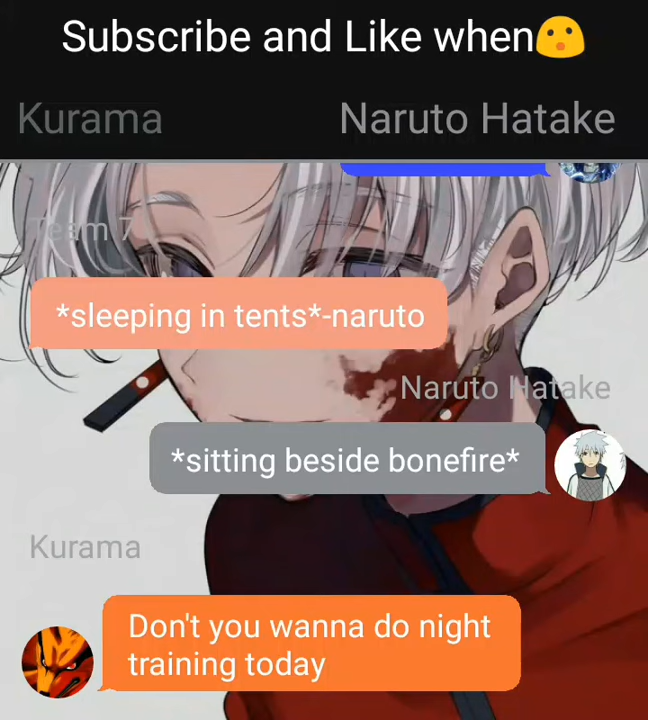 Subscribe and Like when😯
Kurama
Naruto Hatake
Team 7
*sleeping in tents*-naruto
Naruto Hatake
*sitting beside bonefire*
Kurama
Don't you wanna do night
training today